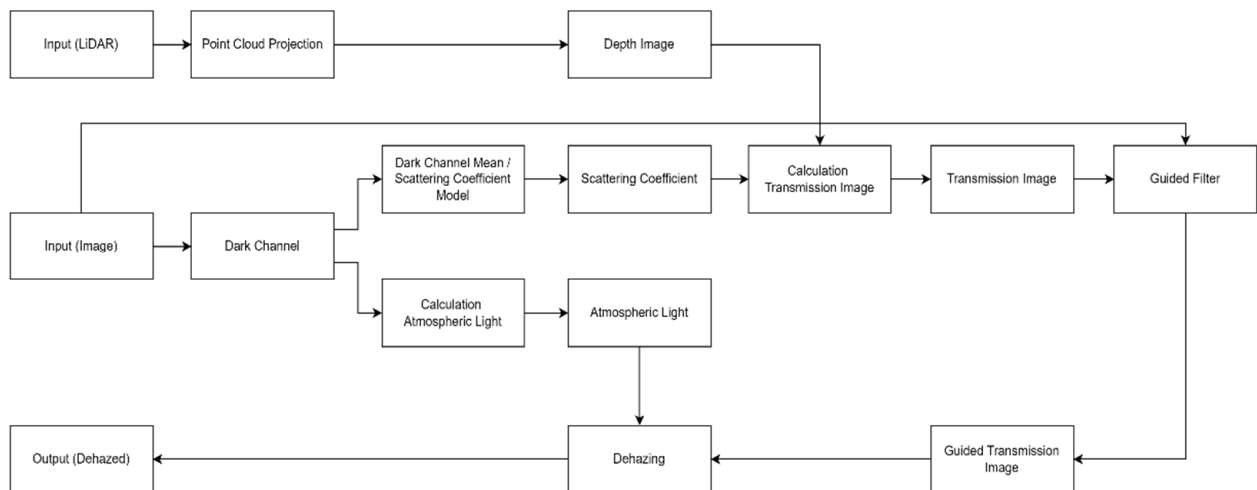 Input (LiDAR)
Point Cloud Projection
Depth Image
Dark Channel Mean /
Scattering Coefficient
Model
Scattering Coefficient
Calculation
Transmission Image
Transmission Image
Guided Filter
Input (Image)
Dark Channel
Calculation
Atmospheric Light
Atmospheric Light
Output (Dehazed)
Dehazing
Guided Transmission
Image